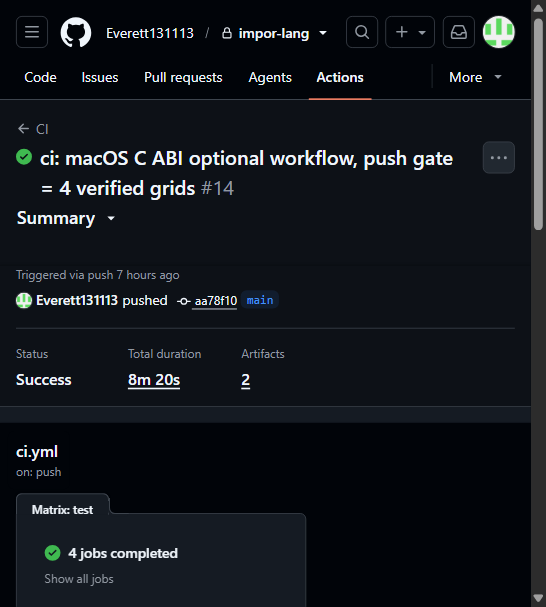 Everett131113 / impor-lang
Code Issues Pull requests Agents Actions More
CI
ci: macOS C ABI optional workflow, push gate
= 4 verified grids #14
Summary
Triggered via push 7 hours ago
Everett131113 pushed aa78f10 main
Status Total duration Artifacts
Success 8m 20s 2
ci.yml
on: push
Matrix: test
4 jobs completed
Show all jobs